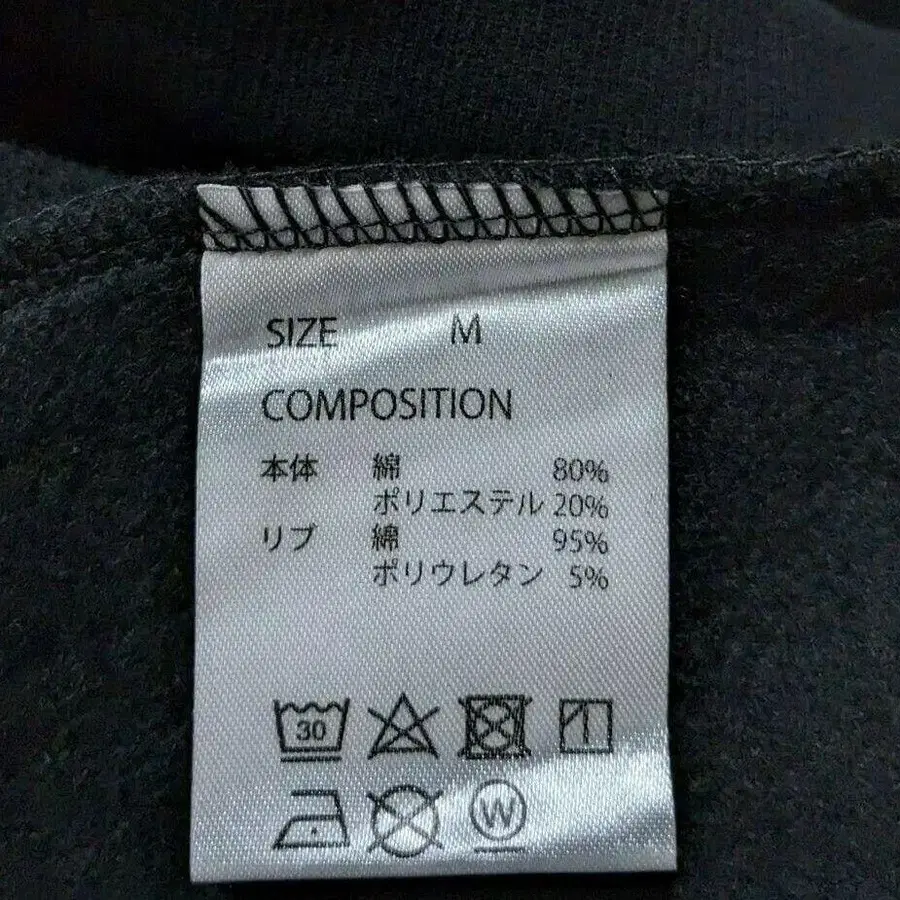 SIZE M
COMPOSITION
本体 綿 80%
ポリエステル 20%
リブ 綿 95%
ポリウレタン 5%
30
W